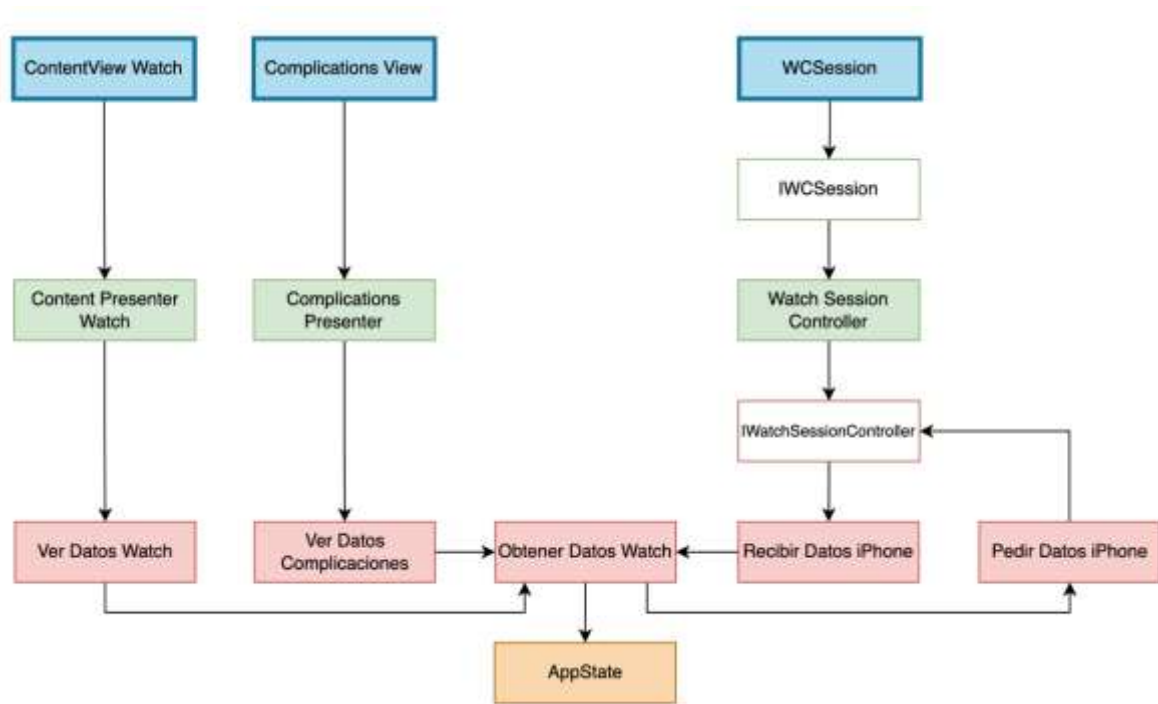 ContentView Watch
Complications View
WCSession
IWCSession
Content Presenter
Watch
Complications
Presenter
Watch Session
Controller
IWatchSessionController
Ver Datos Watch
Ver Datos
Complicaciones
Obtener Datos Watch
Recibir Datos iPhone
Pedir Datos iPhone
AppState